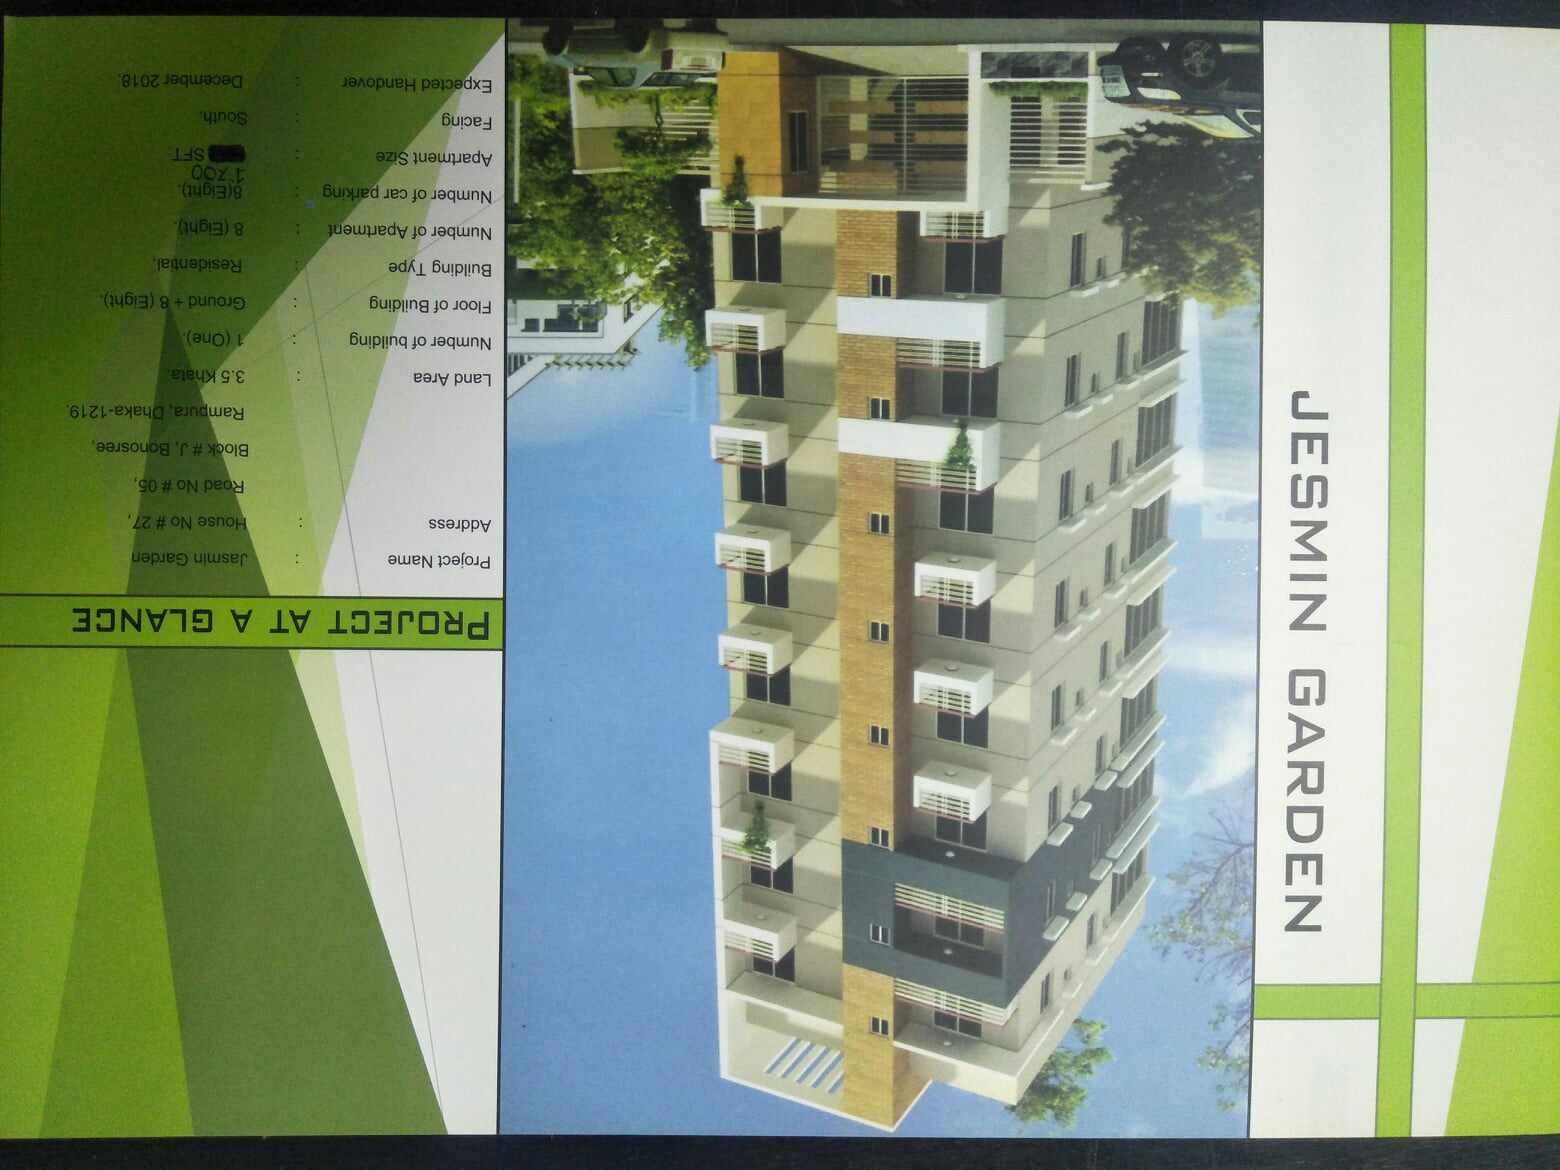 JESMIN GARDEN
PROJECT AT A GLANCE
Project Name : Jasmin Garden
Address : House No # 27,
Road No # 05,
Block # J, Bonosree,
Rampura, Dhaka-1219.
Land Area : 3.5 Khata.
Number of building : 1 (One).
Floor of Building : Ground + 8 (Eight).
Building Type : Residential.
Number of Apartment : 8 (Eight).
Number of car parking : 8(Eight).
1700
Apartment Size : SFT.
Facing : South.
Expected Handover : December 2018.